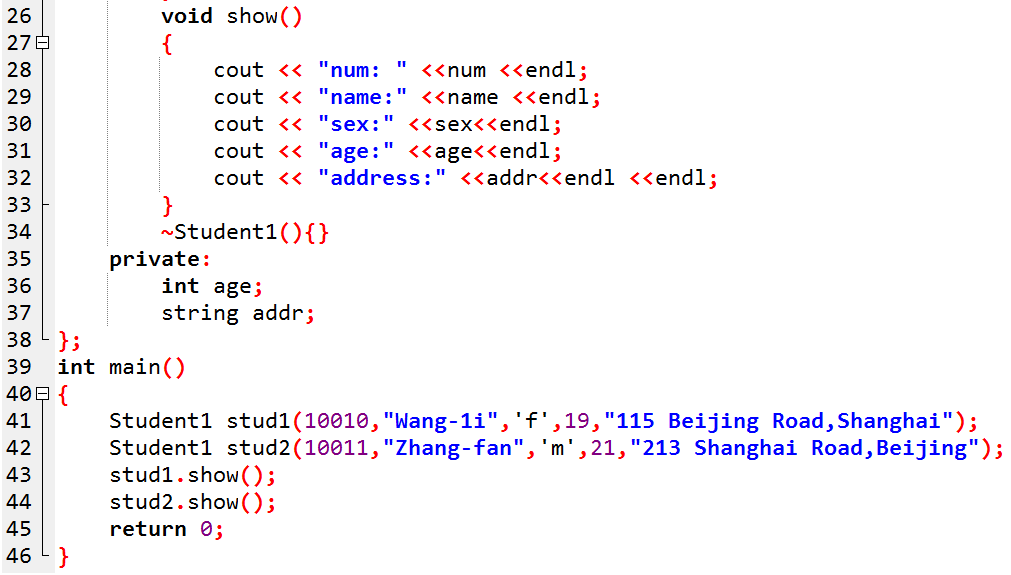 26 void show()
27 {
28 cout << "num: " <<num <<endl;
29 cout << "name:" <<name <<endl;
30 cout << "sex:" <<sex<<endl;
31 cout << "age:" <<age<<endl;
32 cout << "address:" <<addr<<endl <<endl;
33 }
34 ~Student1(){}
35 private:
36 int age;
37 string addr;
38 };
39 int main()
40 {
41 Student1 stud1(10010,"Wang-1i",'f',19,"115 Beijing Road,Shanghai");
42 Student1 stud2(10011,"Zhang-fan",'m',21,"213 Shanghai Road,Beijing");
43 stud1.show();
44 stud2.show();
45 return 0;
46 }